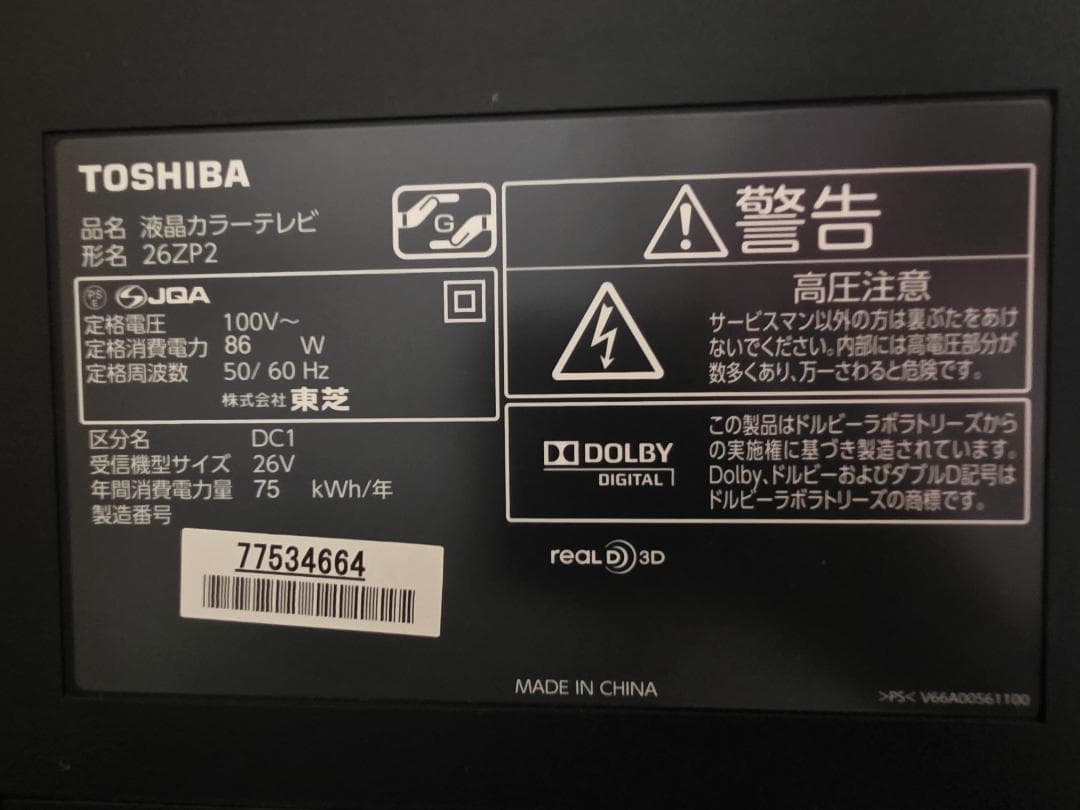 TOSHIBA
品名 液晶カラーテレビ
形名 26ZP2
G
PS
E
JQA
定格電圧 100V～
定格消費電力 86 W
定格周波数 50/60 Hz
株式会社 東芝
区分名 DC1
受信機型サイズ 26V
年間消費電力量 75 kWh/年
製造番号
77534664
警告
高圧注意
サービスマン以外の方は裏ぶたをあけ
ないでください。内部には高電圧部分が
数多くあり、万一さわると危険です。
DOLBY
DIGITAL
この製品はドルビーラボラトリーズから
の実施権に基づき製造されています。
Dolby、ドルビーおよびダブルD記号は
ドルビーラボラトリーズの商標です。
REAL D 3D
MADE IN CHINA
>PS< V66A00561100